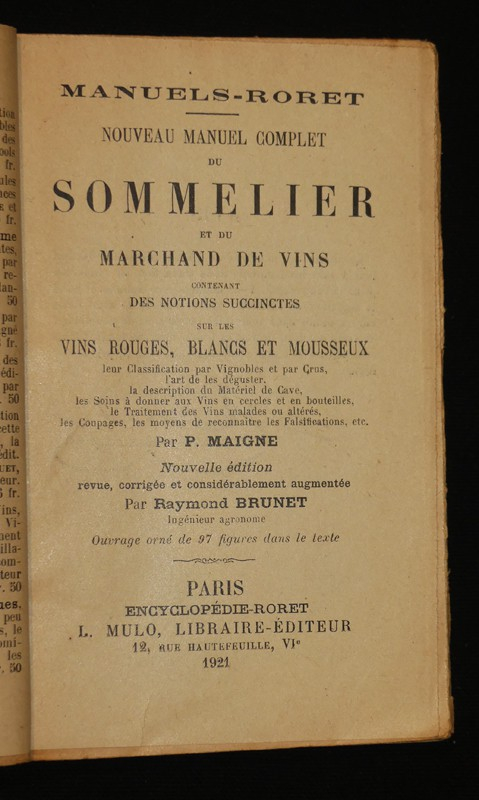 MANUELS-RORET
NOUVEAU MANUEL COMPLET
DU
SOMMELIER
ET DU
MARCHAND DE VINS
CONTENANT
DES NOTIONS SUCCINCTES
SUR LES
VINS ROUGES, BLANCS ET MOUSSEUX
leur Classification par Vignobles et par Crus,
l'art de les déguster.
la description du Matériel de Cave,
les Soins à donner aux Vins en cercles et en bouteilles,
le Traitement des Vins malades ou altérés,
les Coupages, les moyens de reconnaître les Falsifications, etc.
Par P. MAIGNE
Nouvelle édition
revue, corrigée et considérablement augmentée
Par Raymond BRUNET
Ingénieur agronome
Ouvrage orné de 97 figures dans le texte
PARIS
ENCYCLOPÉDIE-RORET
L. MULO, LIBRAIRE-ÉDITEUR
12, RUE HAUTEFEUILLE, VIe
1921